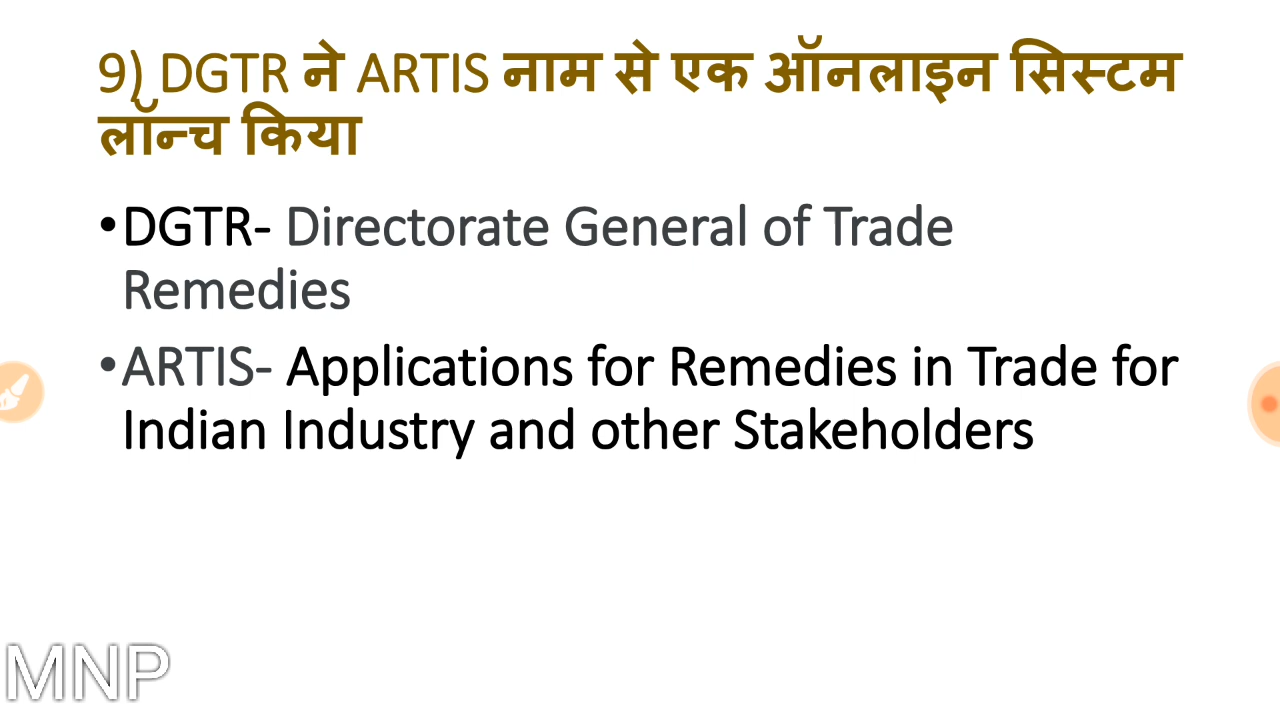 9) DGTR ने ARTIS नाम से एक ऑनलाइन सिस्टम
लॉन्च किया
•DGTR- Directorate General of Trade
Remedies
•ARTIS- Applications for Remedies in Trade for
Indian Industry and other Stakeholders
MNP